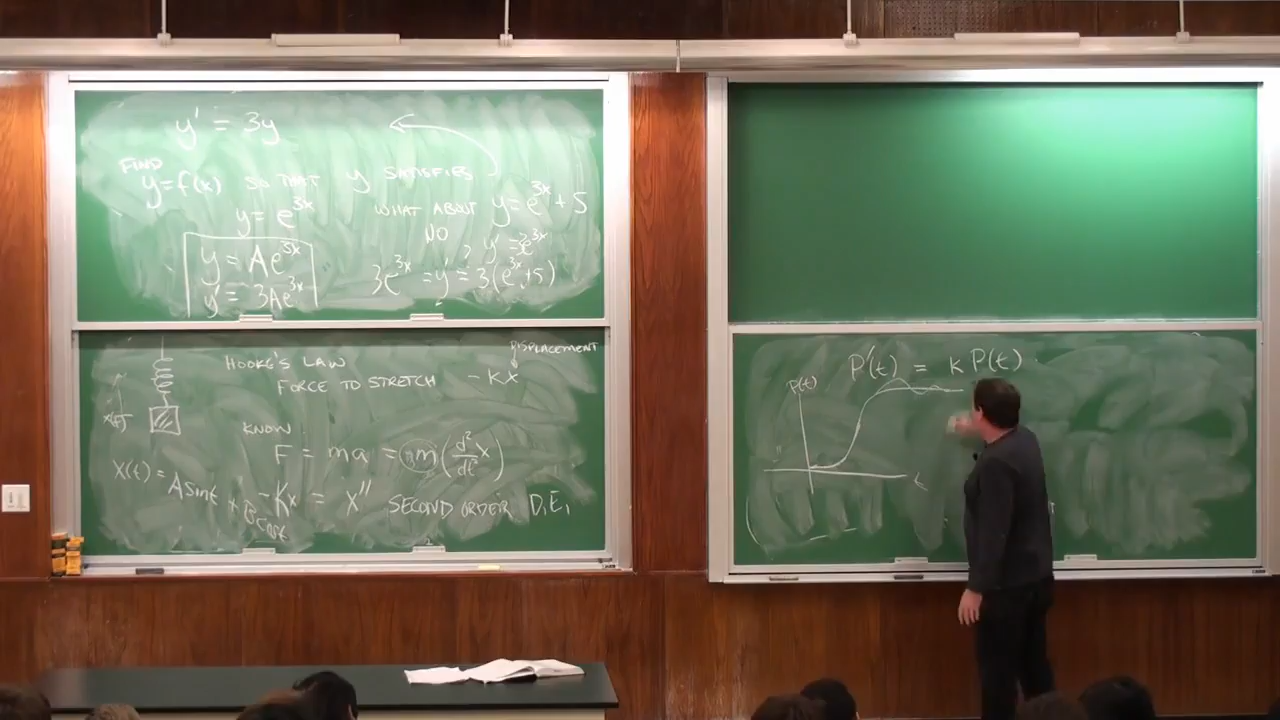 y' = 3y
FIND
y=f(x) SO THAT y SATISFIES
y = e^{3x}
WHAT ABOUT y = e^{3x} + 5
NO
y = Ae^{3x}
y' = 3Ae^{3x}
? y' = 3e^{3x}
3e^{3x} = y' = 3(e^{3x}+5)
DISPLACEMENT
HOOKE'S LAW
FORCE TO STRETCH -Kx
x(t)
KNOW
F = ma = m(d²/dt² x)
X(t) = A sin t + B cos t
-Kx = x'' SECOND ORDER D.E.
P'(t) = k P(t)
P(t)
t